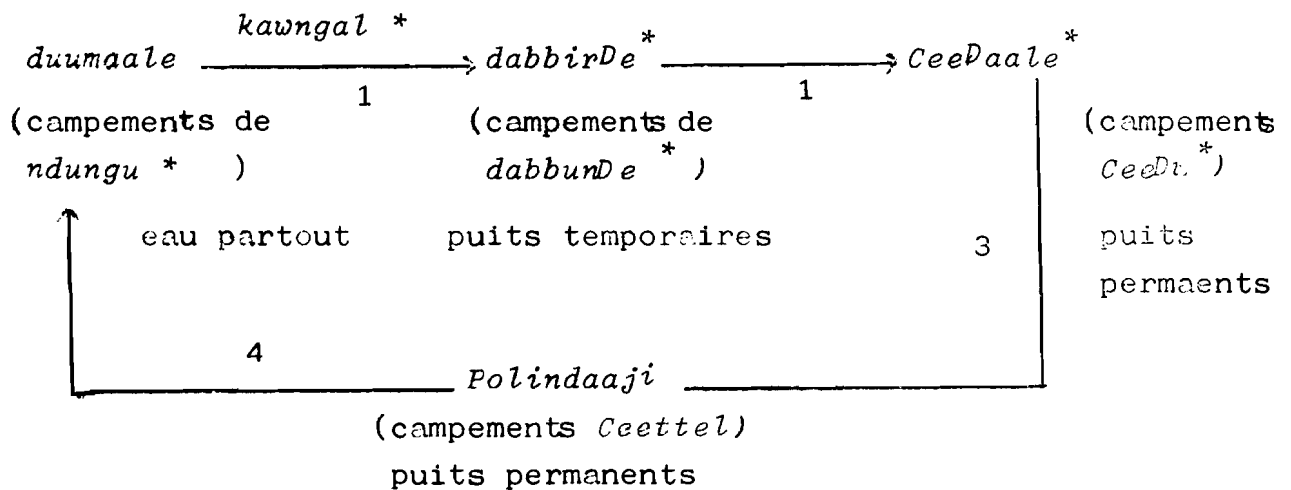 kawngal *
duumaale dabbirDe* CeeDaale*
1 1
(campements de (campements de (campements
ndungu * ) dabbunDe * ) CeeDu *)
eau partout puits temporaires 3 puits
permaents
4
Polindaaji
(campements Ceettel)
puits permanents